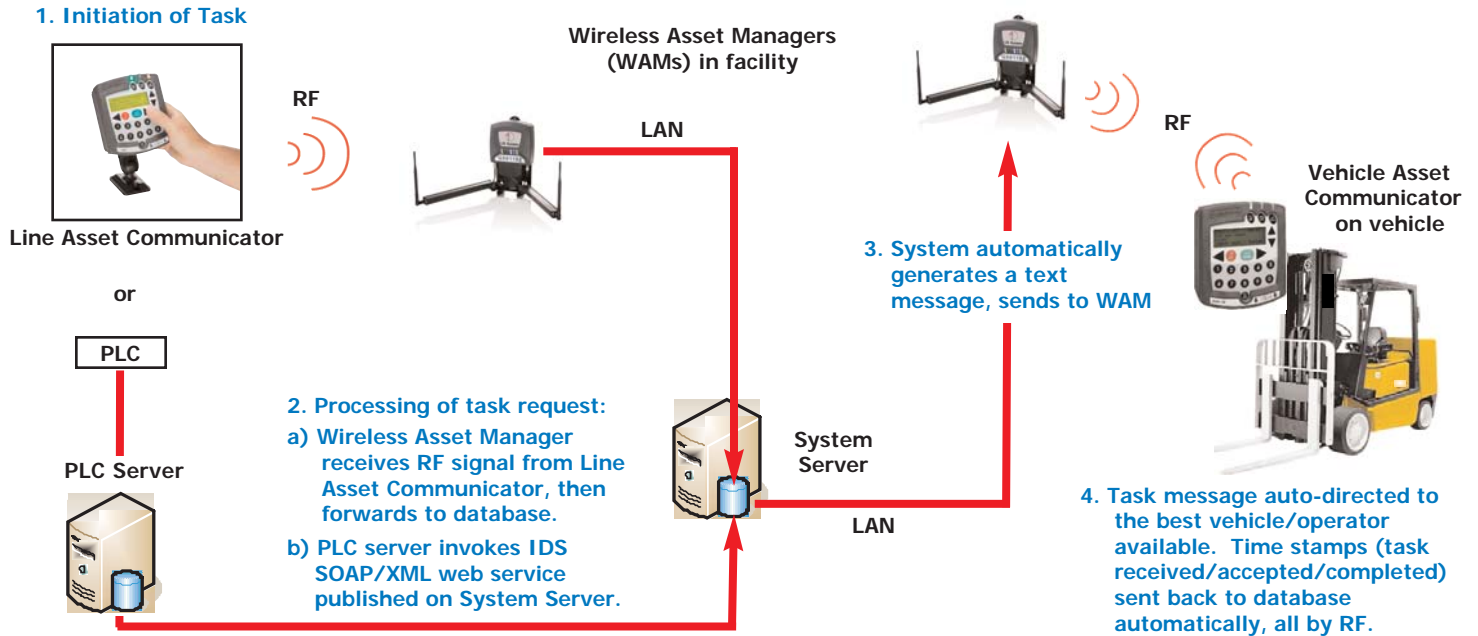 1. Initiation of Task
Line Asset Communicator
or
PLC
PLC Server
RF
Wireless Asset Managers
(WAMs) in facility
LAN
2. Processing of task request:
a) Wireless Asset Manager
receives RF signal from Line
Asset Communicator, then
forwards to database.
b) PLC server invokes IDS
SOAP/XML web service
published on System Server.
System
Server
LAN
3. System automatically
generates a text
message, sends to WAM
RF
Vehicle Asset
Communicator
on vehicle
4. Task message auto-directed to
the best vehicle/operator
available. Time stamps (task
received/accepted/completed)
sent back to database
automatically, all by RF.